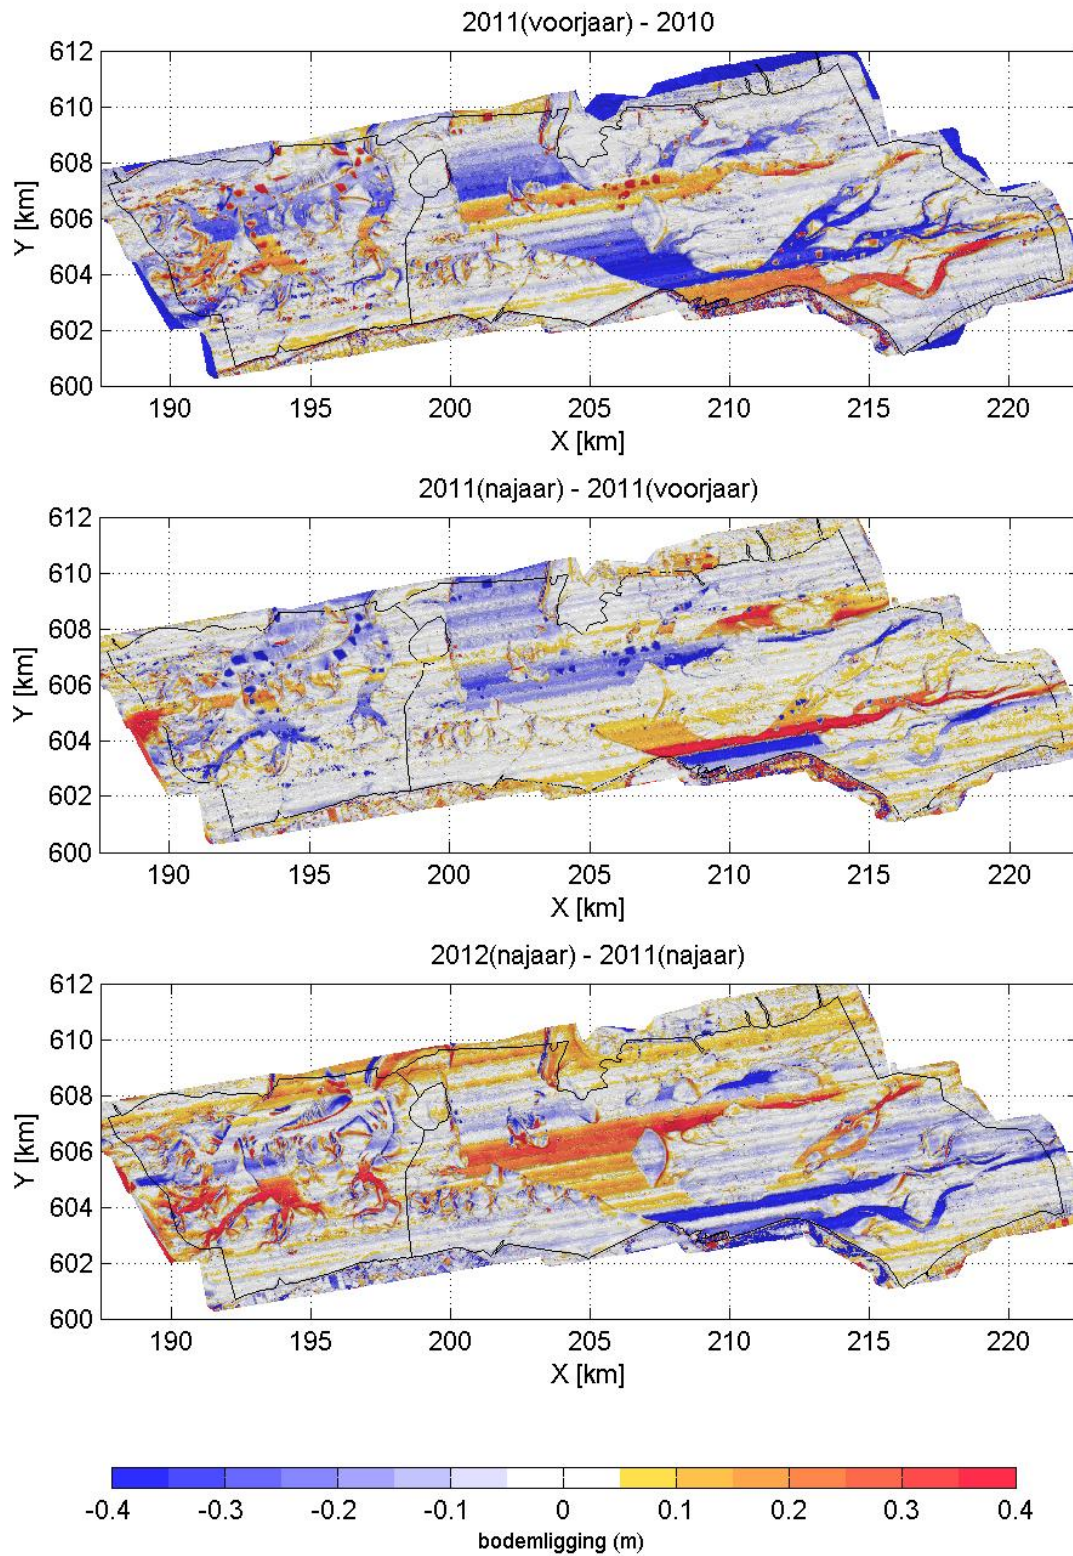 2011(voorjaar) - 2010
612
610
608
606
604
602
600
Y [km]
190 195 200 205 210 215 220
X [km]
2011(najaar) - 2011(voorjaar)
612
610
608
606
604
602
600
Y [km]
190 195 200 205 210 215 220
X [km]
2012(najaar) - 2011(najaar)
612
610
608
606
604
602
600
Y [km]
190 195 200 205 210 215 220
X [km]
-0.4 -0.3 -0.2 -0.1 0 0.1 0.2 0.3 0.4
bodemligging (m)